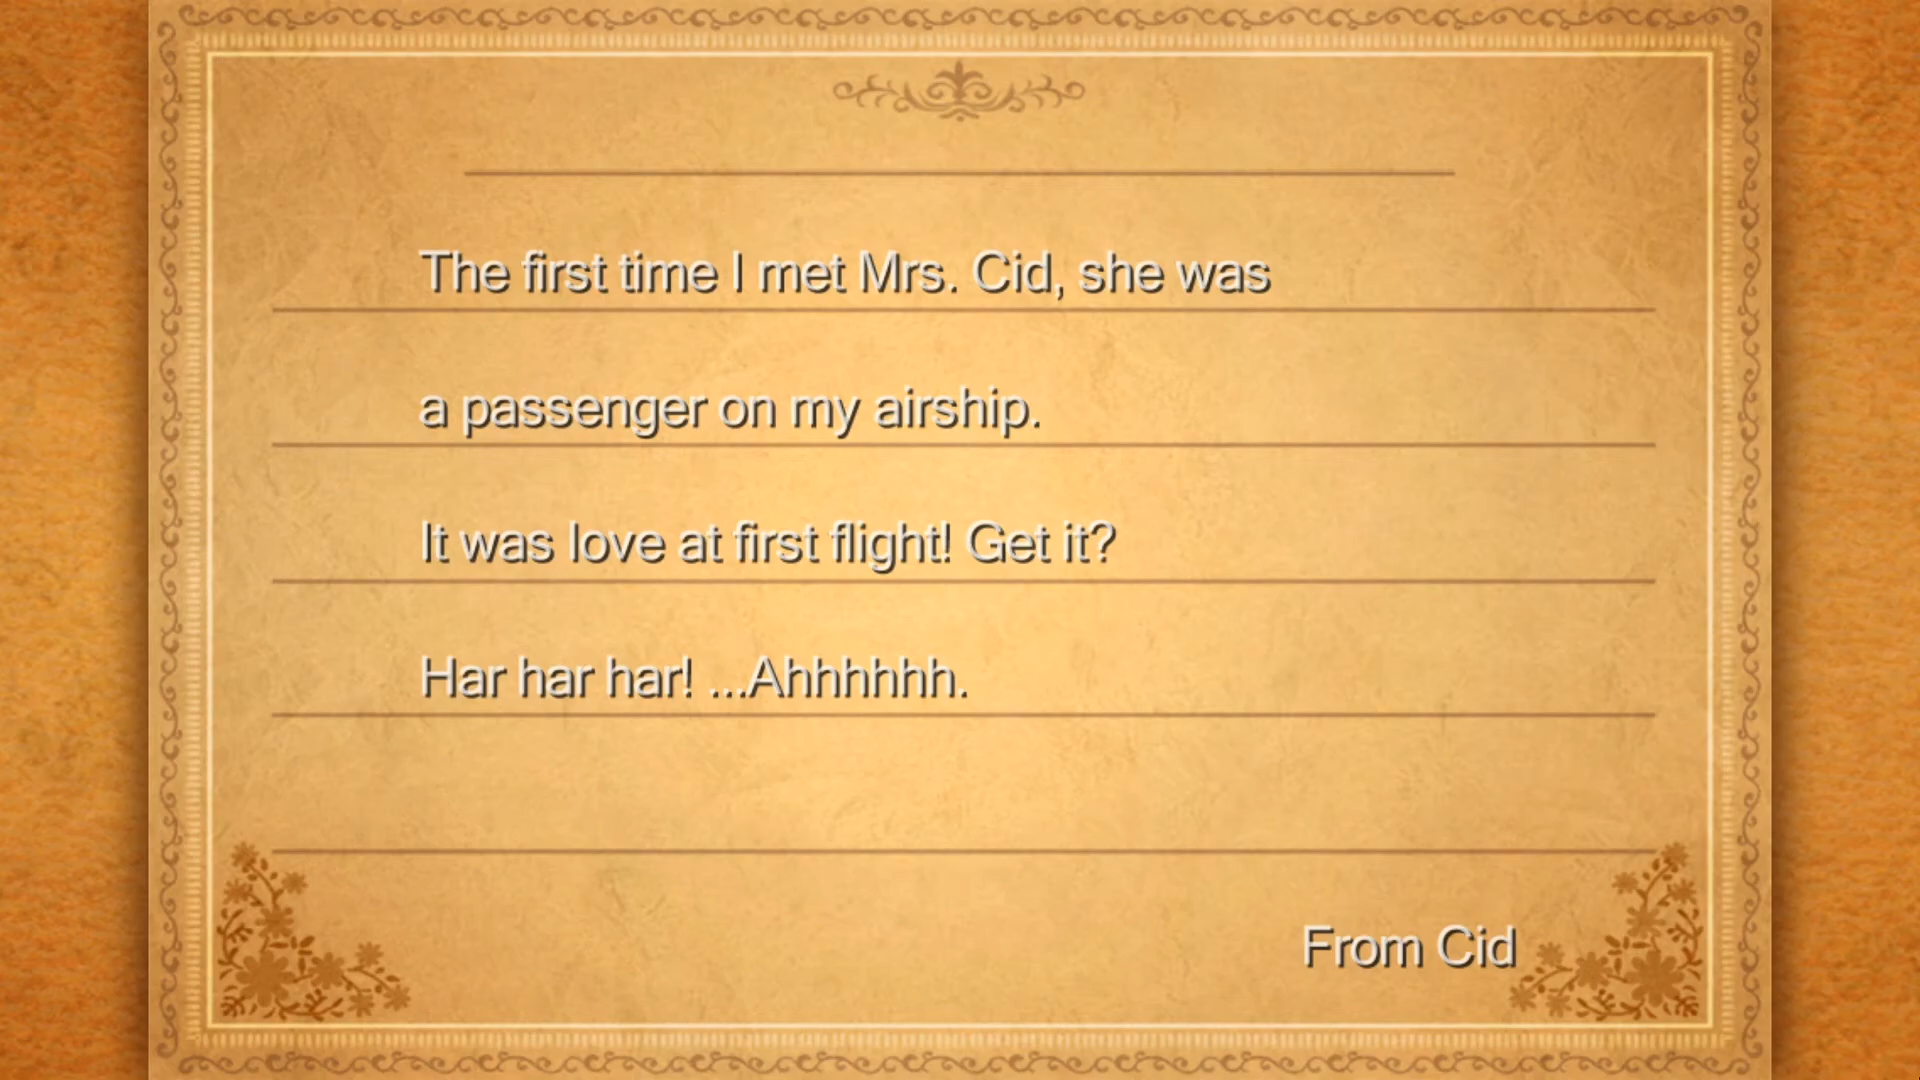 The first time I met Mrs. Cid, she was
a passenger on my airship.
It was love at first flight! Get it?
Har har har! ...Ahhhhhh.
From Cid